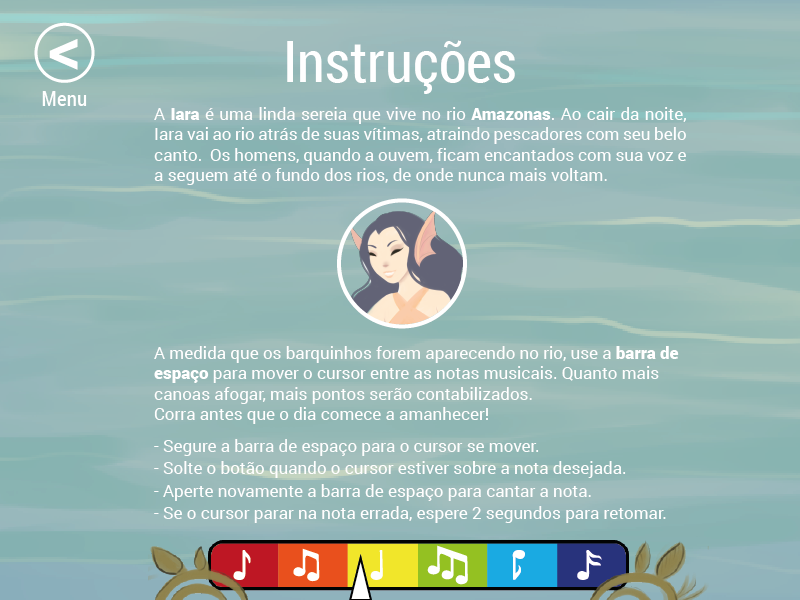 <
Menu
Instruções
A Iara é uma linda sereia que vive no rio Amazonas. Ao cair da noite,
Iara vai ao rio atrás de suas vítimas, atraindo pescadores com seu belo
canto. Os homens, quando a ouvem, ficam encantados com sua voz e
a seguem até o fundo dos rios, de onde nunca mais voltam.
A medida que os barquinhos forem aparecendo no rio, use a barra de
espaço para mover o cursor entre as notas musicais. Quanto mais
canoas afogar, mais pontos serão contabilizados.
Corra antes que o dia comece a amanhecer!
- Segure a barra de espaço para o cursor se mover.
- Solte o botão quando o cursor estiver sobre a nota desejada.
- Aperte novamente a barra de espaço para cantar a nota.
- Se o cursor parar na nota errada, espere 2 segundos para retomar.